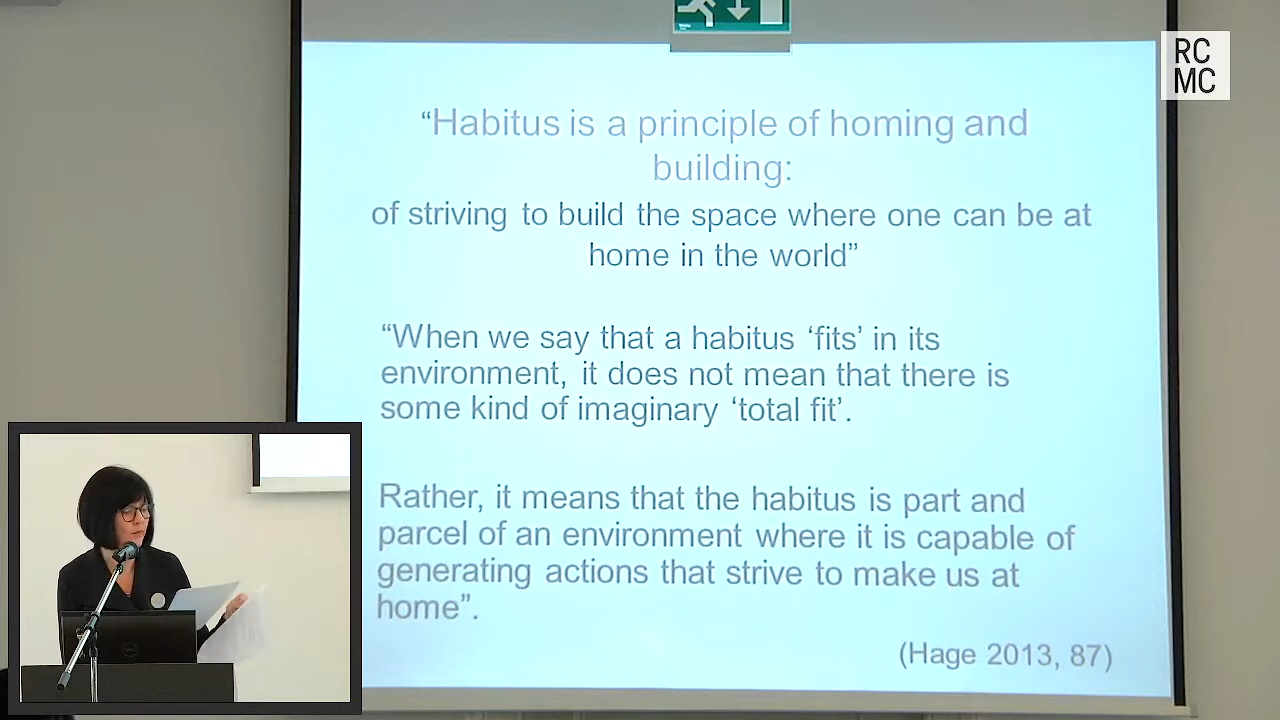 RC
MC
“Habitus is a principle of homing and
building:
of striving to build the space where one can be at
home in the world”
“When we say that a habitus ‘fits’ in its
environment, it does not mean that there is
some kind of imaginary ‘total fit’.
Rather, it means that the habitus is part and
parcel of an environment where it is capable of
generating actions that strive to make us at
home”.
(Hage 2013, 87)